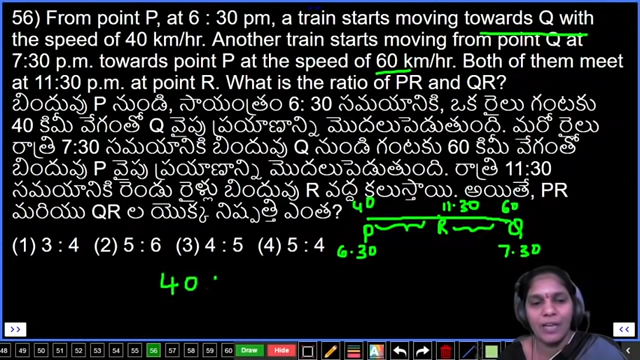 56) From point P, at 6 : 30 pm, a train starts moving towards Q with
the speed of 40 km/hr. Another train starts moving from point Q at
7:30 p.m. towards point P at the speed of 60 km/hr. Both of them meet
at 11:30 p.m. at point R. What is the ratio of PR and QR?
బిందువు P నుండి, సాయంత్రం 6: 30 సమయానికి, ఒక రైలు గంటకు
40 కిమీ వేగంతో Q వైపు ప్రయాణాన్ని మొదలుపెడుతుంది. మరో రైలు
రాత్రి 7:30 సమయానికి బిందువు Q నుండి గంటకు 60 కిమీ వేగంతో
బిందువు P వైపు ప్రయాణాన్ని మొదలుపెడుతుంది. రాత్రి 11:30
సమయానికి రెండు రైళ్లు బిందువు R వద్ద కలుస్తాయి. అయితే, PR
మరియు QR ల యొక్క నిష్పత్తి ఎంత?
40 11.30 60
P R Q
6.30 7.30
(1) 3 : 4 (2) 5 : 6 (3) 4 : 5 (4) 5 : 4
40
>> 48 49 50 51 52 53 54 55 56 57 58 59 60 Draw Hide <<